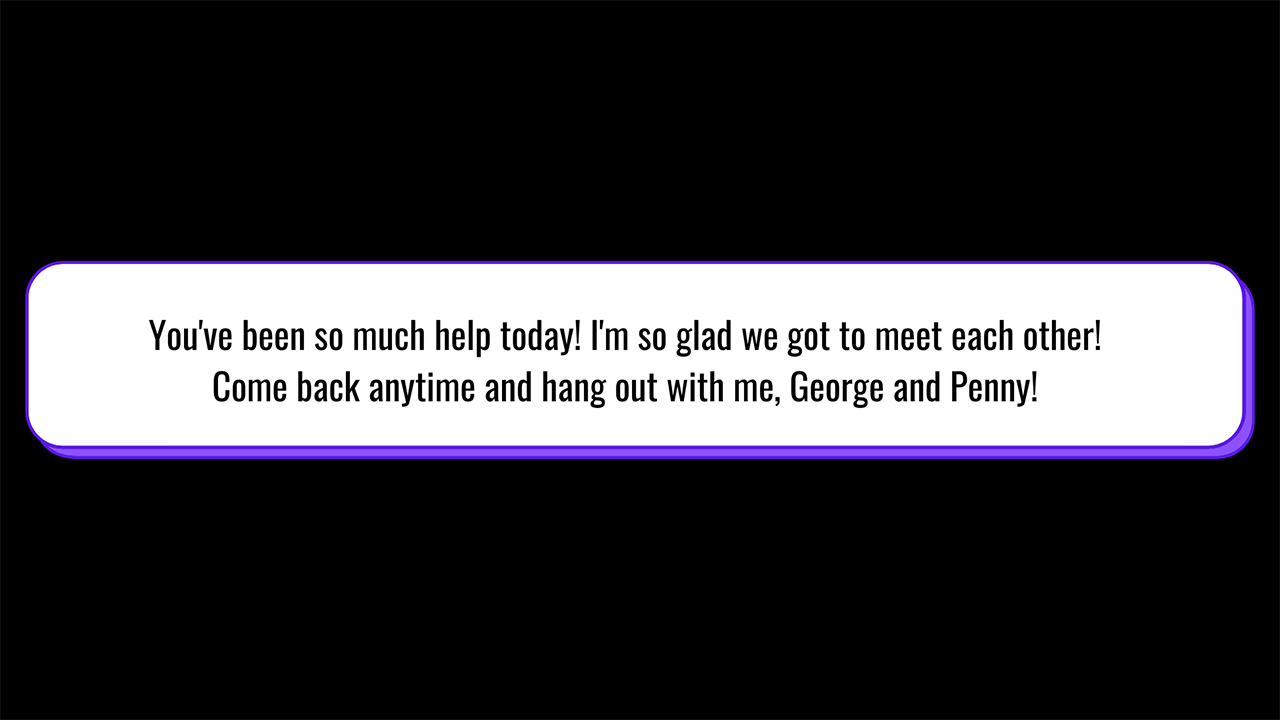 You've been so much help today! I'm so glad we got to meet each other!
Come back anytime and hang out with me, George and Penny!